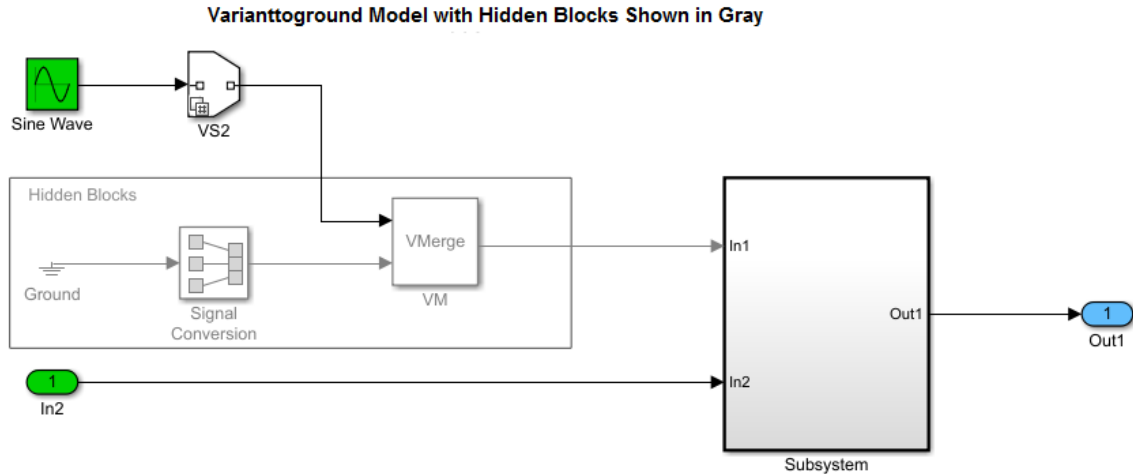 Varianttoground Model with Hidden Blocks Shown in Gray
Sine Wave
VS2
Hidden Blocks
Ground
Signal
Conversion
VMerge
VM
In1
Out1
In2
Subsystem
1
Out1
1
In2